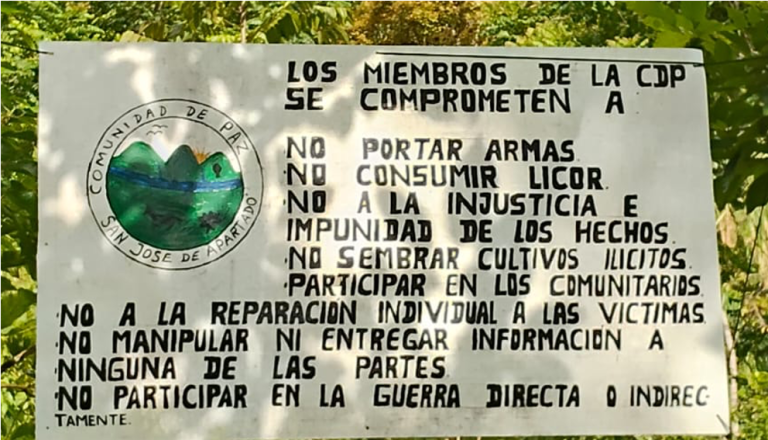 LOS MIEMBROS DE LA CDP
SE COMPROMETEN A
COMUNIDAD DE PAZ
SAN JOSE DE APARTADO
NO PORTAR ARMAS
NO CONSUMIR LICOR.
NO A LA INJUSTICIA E
IMPUNIDAD DE LOS HECHOS.
NO SEMBRAR CULTIVOS ILICITOS.
PARTICIPAR EN LOS COMUNITARIOS.
NO A LA REPARACION INDIVIDUAL A LAS VICTIMAS
NO MANIPULAR NI ENTREGAR INFORMACION A
NINGUNA DE LAS PARTES
NO PARTICIPAR EN LA GUERRA DIRECTA O INDIREC-
TAMENTE.